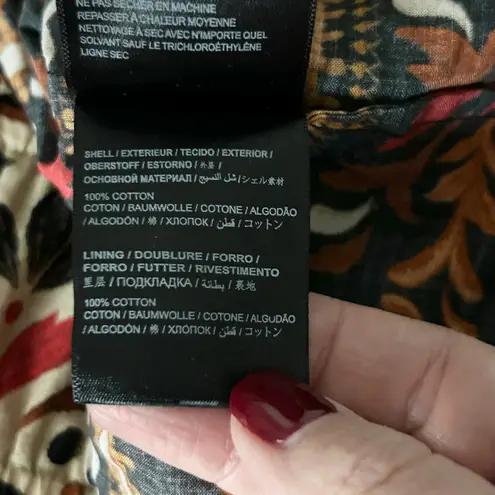 NE PAS SÉCHER EN MACHINE
REPASSER À CHALEUR MOYENNE
NETTOYAGE À SEC AVEC N'IMPORTE QUEL
SOLVANT SAUF LE TRICHLOROÉTHYLÈNE
LIGNE SEC
SHELL / EXTERIEUR / TECIDO / EXTERIOR /
OBERSTOFF / ESTORNO / 外层 /
ОСНОВНОЙ МАТЕРИАЛ / شل النسيج / シェル素材
100% COTTON
COTON / BAUMWOLLE / COTONE / ALGODÃO
/ ALGODÓN / 棉 / ХЛОПОК / قطن / コットン
LINING / DOUBLURE / FORRO /
FORRO / FUTTER / RIVESTIMENTO
里层 / ПОДКЛАДКА / بطانة / 裏地
100% COTTON
COTON / BAUMWOLLE / COTONE / ALGODÃO
/ ALGODÓN / 棉 / ХЛОПОК / قطن / コットン